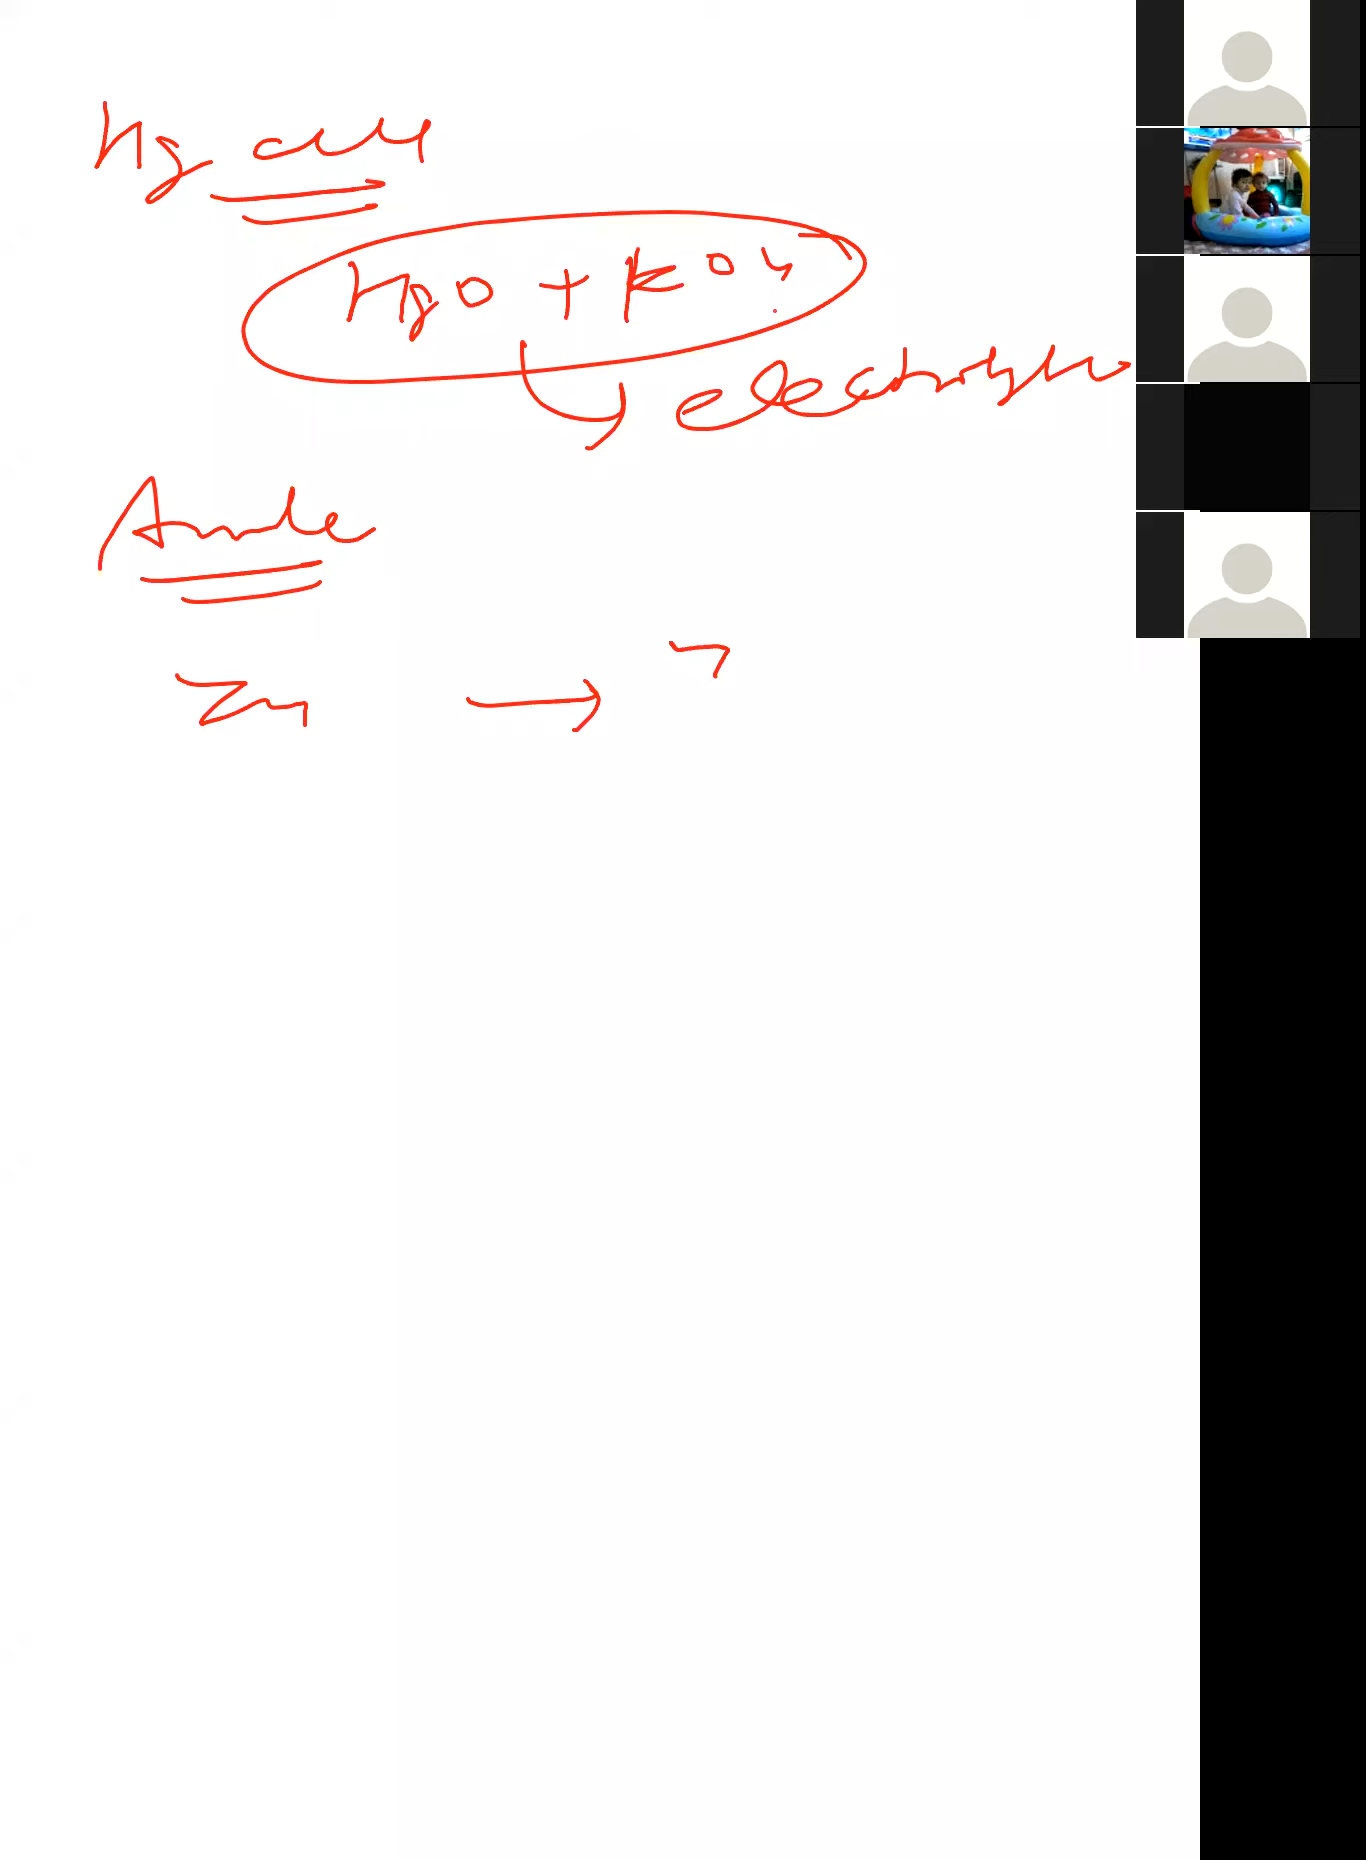 Hg cell
HgO + KOH
electrolyte
Anode
Zn →